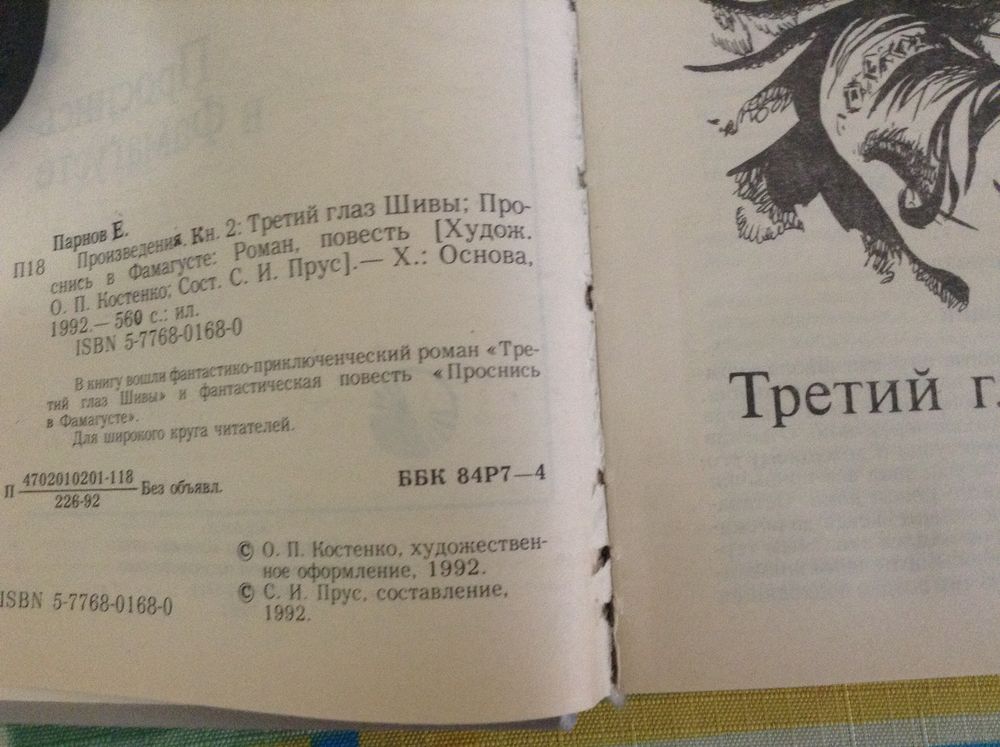 Парнов Е.
П18 Произведения. Кн. 2: Третий глаз Шивы; Про-
снись в Фамагусте: Роман, повесть [Худож.
О. П. Костенко; Сост. С. И. Прус].— Х.: Основа,
1992.— 560 с.: ил.
ISBN 5-7768-0168-0
В книгу вошли фантастико-приключенческий роман «Тре-
тий глаз Шивы» и фантастическая повесть «Проснись
в Фамагусте».
Для широкого круга читателей.
П 4702010201-118 Без объявл.
226-92
ББК 84Р7—4
© О. П. Костенко, художествен-
ное оформление, 1992.
© С. И. Прус, составление,
1992.
ISBN 5-7768-0168-0
Третий